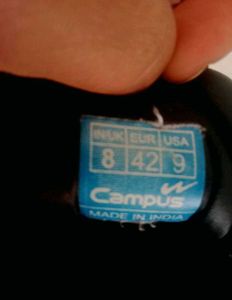 IN/UK EUR USA
8 42 9
Campus
MADE IN INDIA